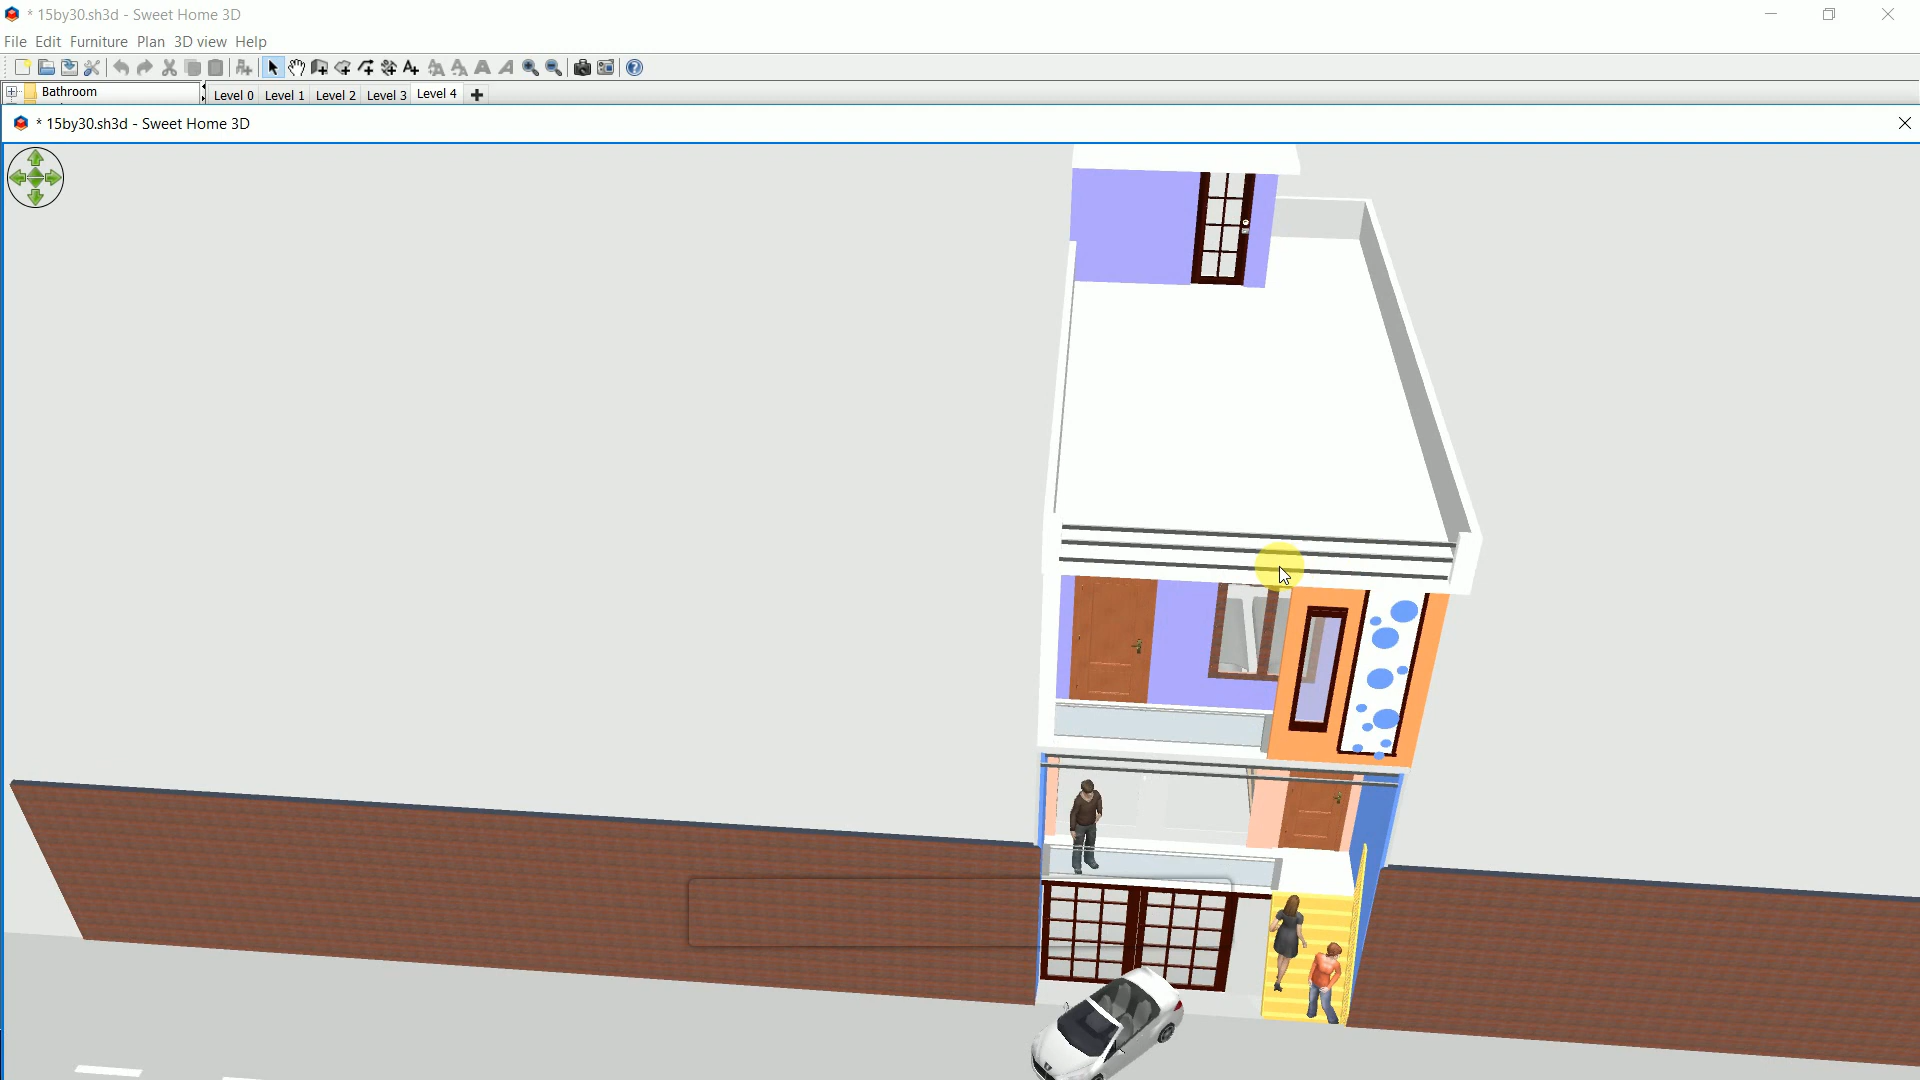 * 15by30.sh3d - Sweet Home 3D
File Edit Furniture Plan 3D view Help
Bathroom
Level 0 Level 1 Level 2 Level 3 Level 4
* 15by30.sh3d - Sweet Home 3D